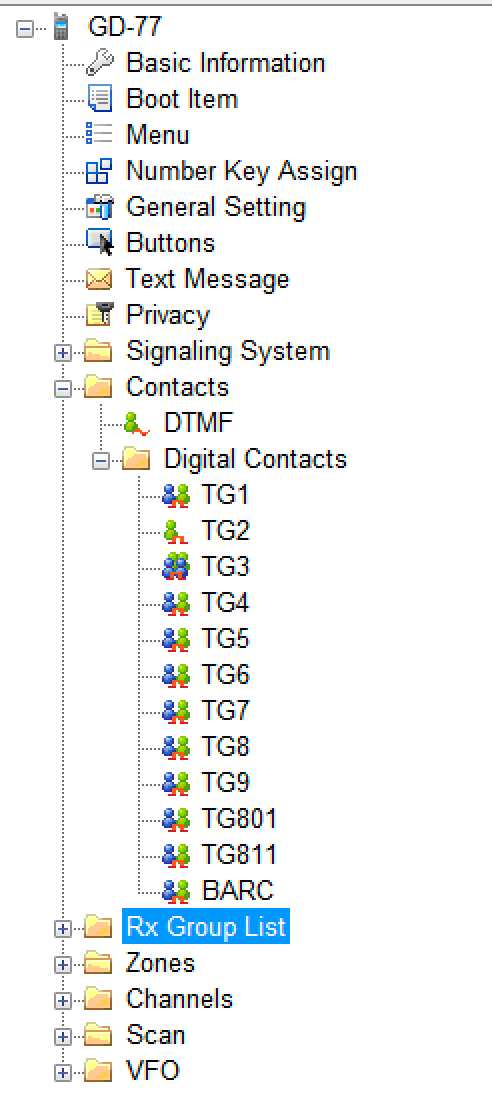 GD-77
Basic Information
Boot Item
Menu
Number Key Assign
General Setting
Buttons
Text Message
Privacy
Signaling System
Contacts
DTMF
Digital Contacts
TG1
TG2
TG3
TG4
TG5
TG6
TG7
TG8
TG9
TG801
TG811
BARC
Rx Group List
Zones
Channels
Scan
VFO